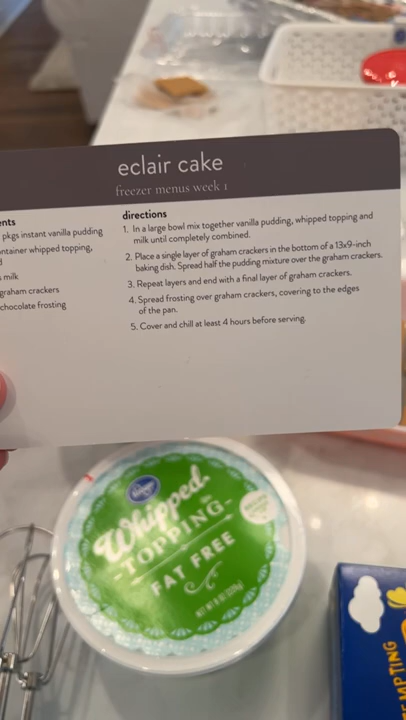 eclair cake
freezer menus week 1
pkgs instant vanilla pudding
whipped topping,
milk
graham crackers
chocolate frosting
directions
1. In a large bowl mix together vanilla pudding, whipped topping and
milk until completely combined.
2. Place a single layer of graham crackers in the bottom of a 13x9-inch
baking dish. Spread half the pudding mixture over the graham crackers.
3. Repeat layers and end with a final layer of graham crackers.
4. Spread frosting over graham crackers, covering to the edges
of the pan.
5. Cover and chill at least 4 hours before serving.
Kroger
Whipped
TOPPING
FAT FREE
NET WT 8 OZ (226g)